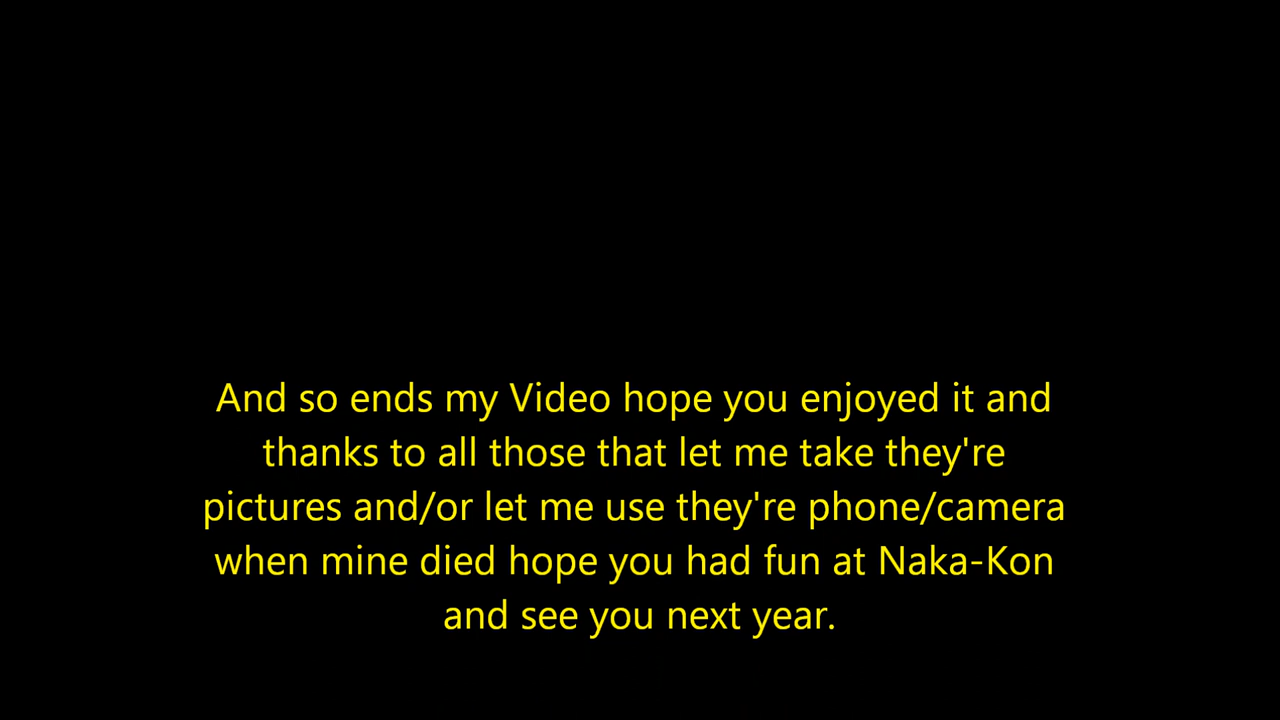 And so ends my Video hope you enjoyed it and
thanks to all those that let me take they're
pictures and/or let me use they're phone/camera
when mine died hope you had fun at Naka-Kon
and see you next year.